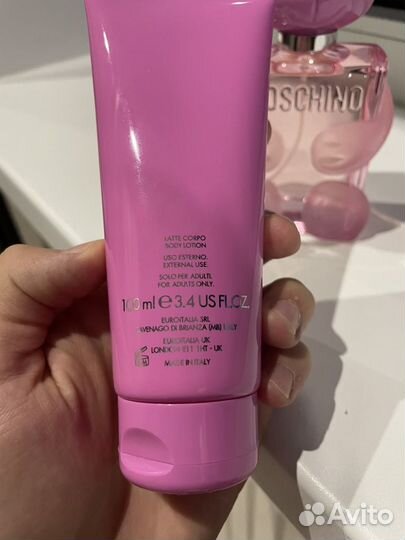 MOSCHINO
LATTE CORPO
BODY LOTION
USO ESTERNO.
EXTERNAL USE.
SOLO PER ADULTI.
FOR ADULTS ONLY.
100 ml ℮ 3.4 US FL.OZ.
EUROITALIA SRL
CAVENAGO DI BRIANZA (MB) ITALY
EUROITALIA UK
LONDON E1 1HT - UK
MADE IN ITALY
Avito